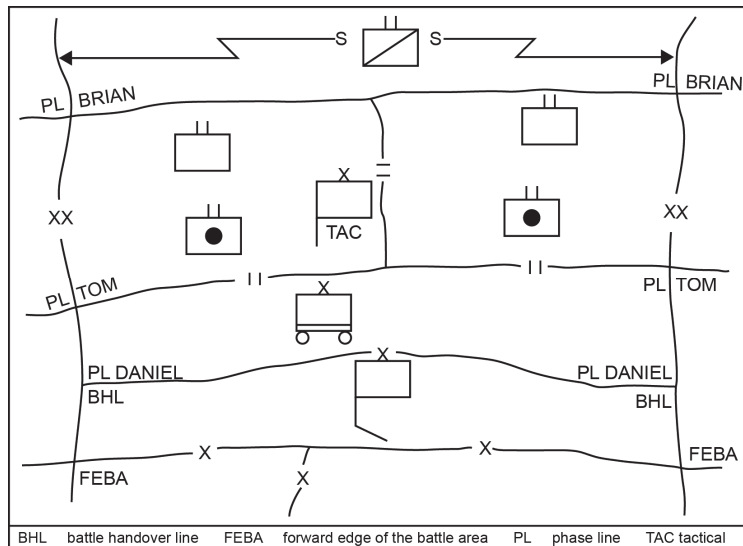 S S
PL BRIAN PL BRIAN
X
TAC
XX XX
PL TOM PL TOM
X
X
PL DANIEL PL DANIEL
BHL BHL
X X
FEBA FEBA
X
BHL battle handover line FEBA forward edge of the battle area PL phase line TAC tactical